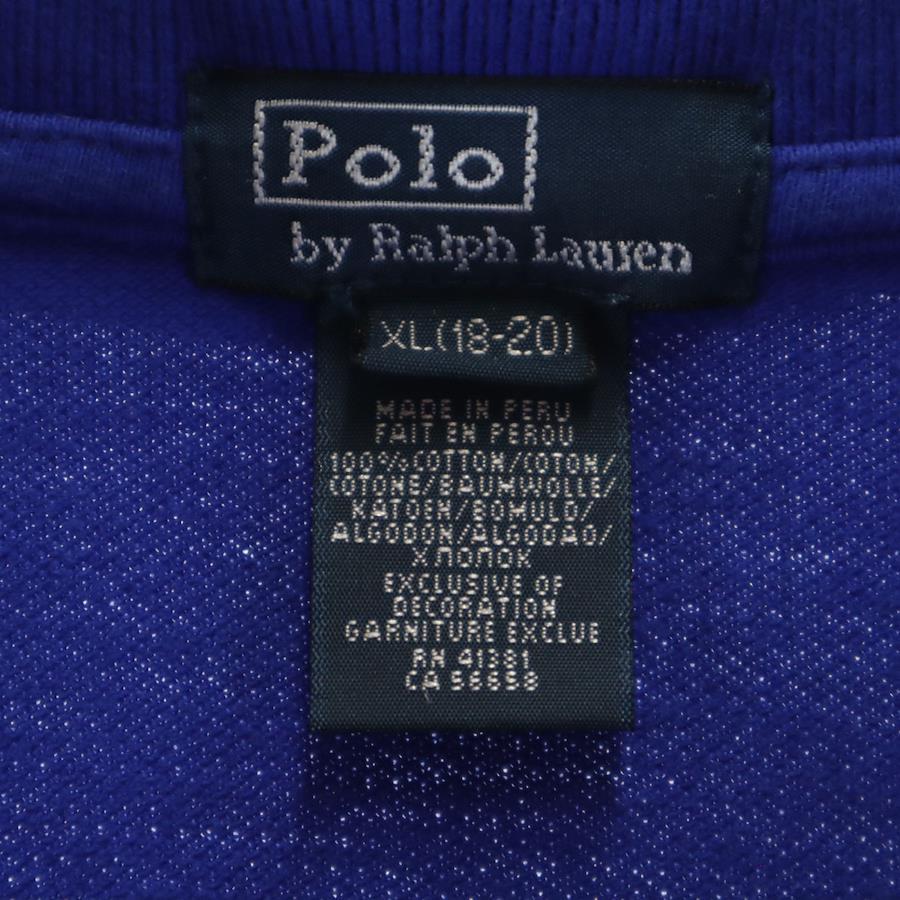 Polo
by Ralph Lauren
XL(18-20)
MADE IN PERU
FAIT EN PEROU
100%COTTON/COTON/
COTONE/BAUMWOLLE/
KATOEN/BOMULD/
ALGODON/ALGODAO/
ХЛОПОК
EXCLUSIVE OF
DECORATION
GARNITURE EXCLUE
RN 41381
CA 56658